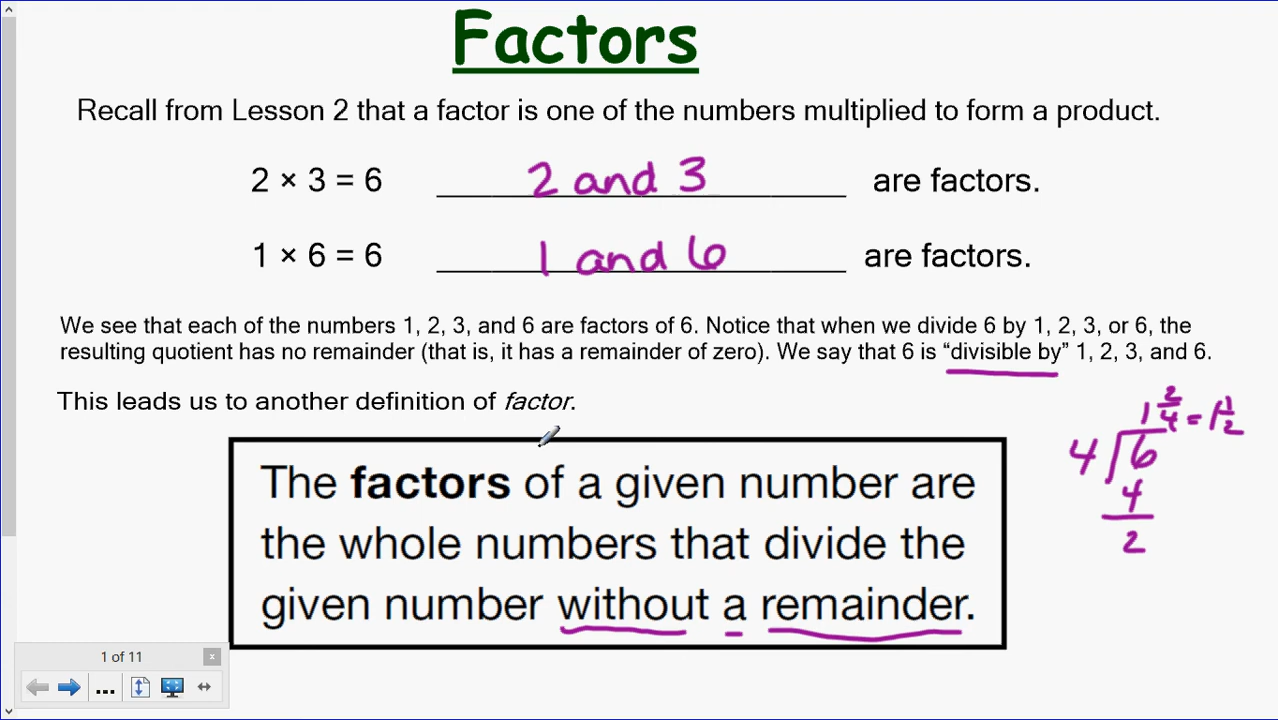 Factors
Recall from Lesson 2 that a factor is one of the numbers multiplied to form a product.
2 × 3 = 6 2 and 3 are factors.
1 × 6 = 6 1 and 6 are factors.
We see that each of the numbers 1, 2, 3, and 6 are factors of 6. Notice that when we divide 6 by 1, 2, 3, or 6, the
resulting quotient has no remainder (that is, it has a remainder of zero). We say that 6 is “divisible by” 1, 2, 3, and 6.
This leads us to another definition of factor.
1 2/4 = 1 1/2
4 6
4
2
The factors of a given number are
the whole numbers that divide the
given number without a remainder.
1 of 11